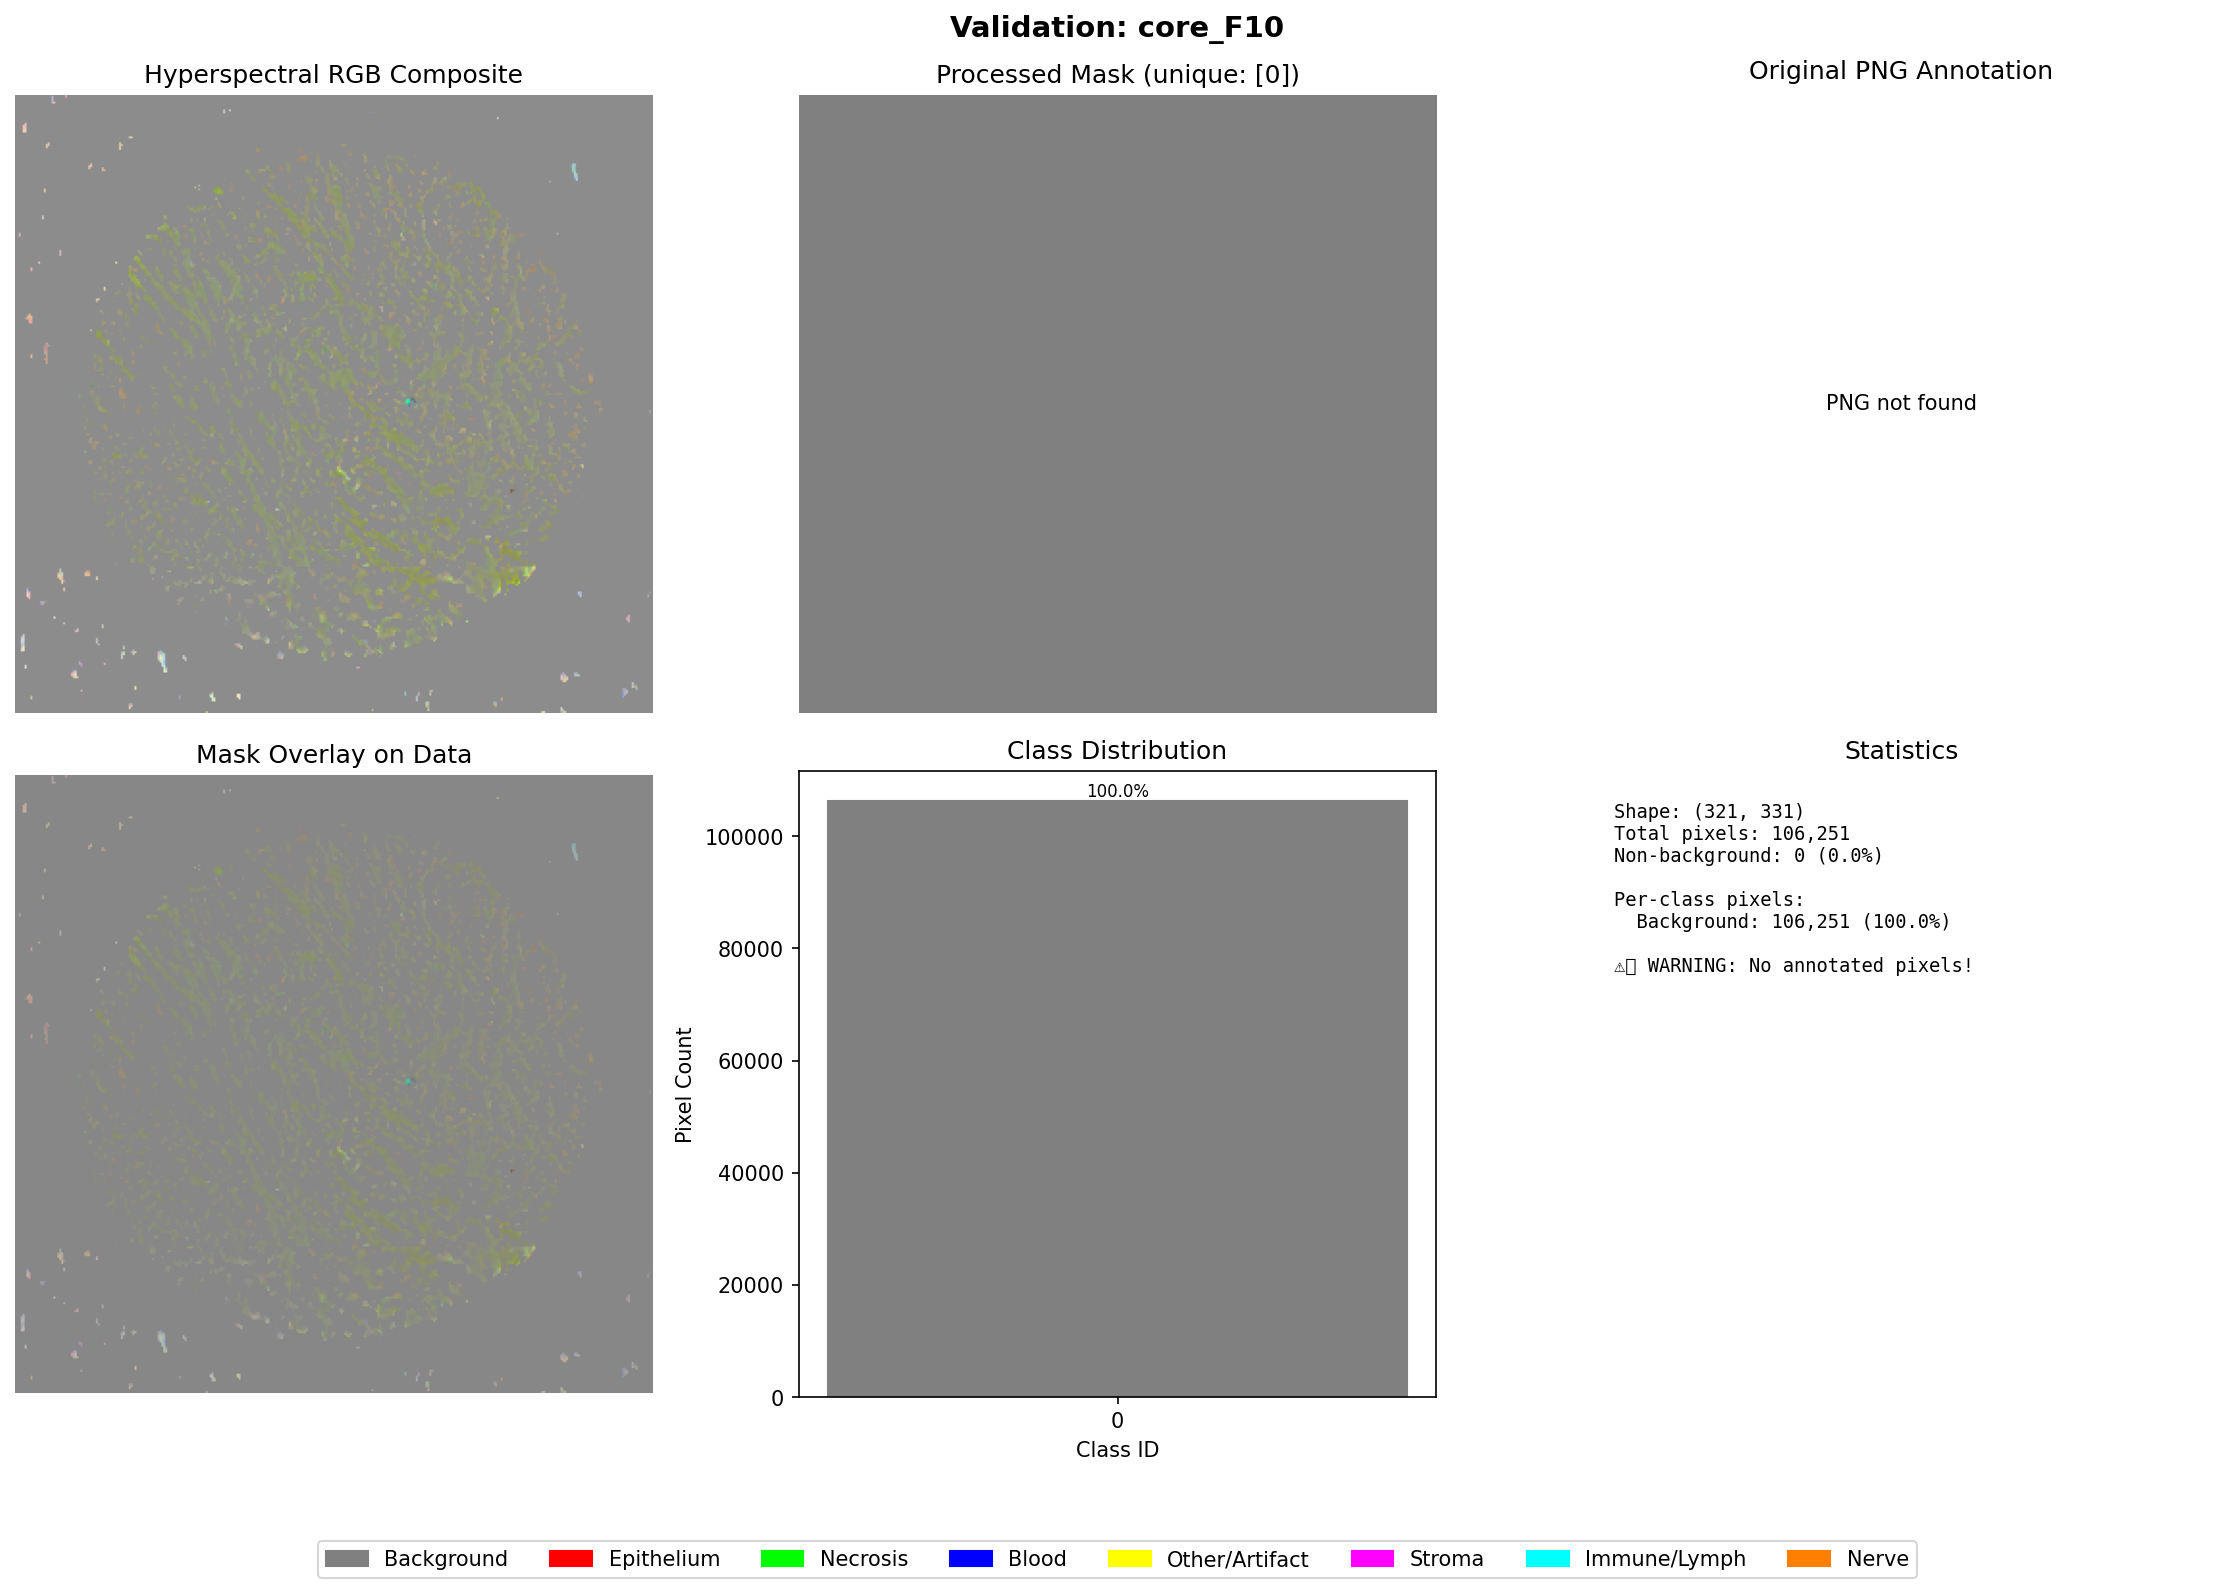 Validation: core_F10
Hyperspectral RGB Composite
Processed Mask (unique: [0])
Original PNG Annotation
PNG not found
Mask Overlay on Data
Class Distribution
100.0%
100000
80000
60000
40000
20000
0
Pixel Count
0
Class ID
Statistics
Shape: (321, 331)
Total pixels: 106,251
Non-background: 0 (0.0%)
Per-class pixels:
Background: 106,251 (100.0%)
⚠▯ WARNING: No annotated pixels!
Background Epithelium Necrosis Blood Other/Artifact Stroma Immune/Lymph Nerve